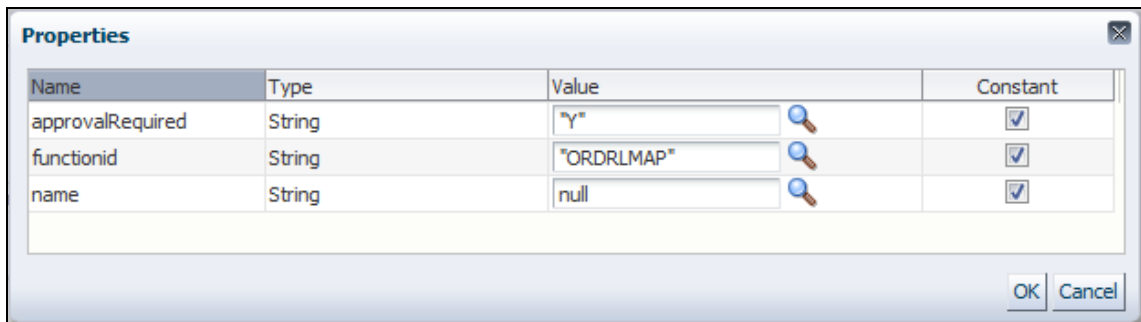 Properties
Name Type Value Constant
approvalRequired String "Y"
functionid String "ORDRLMAP"
name String null
OK Cancel